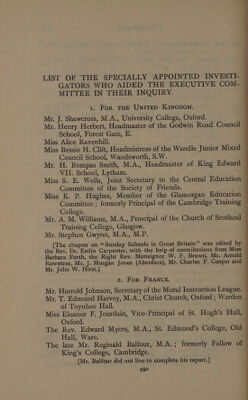 LIST OF THE SPECIALLY APPOINTED INVESTI-
GATORS WHO AIDED THE EXECUTIVE COM-
MITTEE IN THEIR INQUIRY.
1. For the United Kingdom.
Mr. J. Shawcross, M.A., University College, Oxford.
Mr. Henry Herbert, Headmaster of the Godwin Road Council
School, Forest Gate, E.
Miss Alice Ravenhill.
Miss Bessie H. Clift, Headmistress of the Wandle Junior Mixed
Council School, Wandsworth, S.W.
Mr. H. Bompas Smith, M.A., Headmaster of King Edward
VII. School, Lytham.
Miss S. E. Wells, Joint Secretary to the Central Education
Committee of the Society of Friends.
Miss E. P. Hughes, Member of the Glamorgan Education
Committee; formerly Principal of the Cambridge Training
College.
Mr. A. M. Williams, M.A., Principal of the Church of Scotland
Training College, Glasgow.
Mr. Stephen Gwynn, M.A., M.P.
[The chapter on "Sunday Schools in Great Britain" was edited by
the Rev. Dr. Estlin Carpenter, with the help of contributions from Miss
Barbara Forth, the Right Rev. Monsignor W. F. Brown, Mr. Arnold
Rowntree, Mr. J. Morgan Jones (Aberdare), Mr. Charles F. Cooper and
Mr. John W. Hirst.]
2. For France.
Mr. Harrold Johnson, Secretary of the Moral Instruction League.
Mr. T. Edmund Harvey, M.A., Christ Church, Oxford; Warden
of Toynbee Hall.
Miss Eleanor F. Jourdain, Vice-Principal of St. Hugh's Hall,
Oxford.
The Rev. Edward Myers, M.A., St. Edmund's College, Old
Hall, Ware.
The late Mr. Reginald Balfour, M.A.; formerly Fellow of
King's College, Cambridge.
[Mr. Balfour did not live to complete his report.]
490